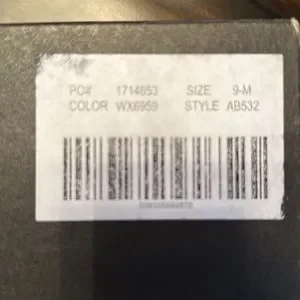 PC# 1714653 SIZE 9-M
COLOR WX6959 STYLE AB532